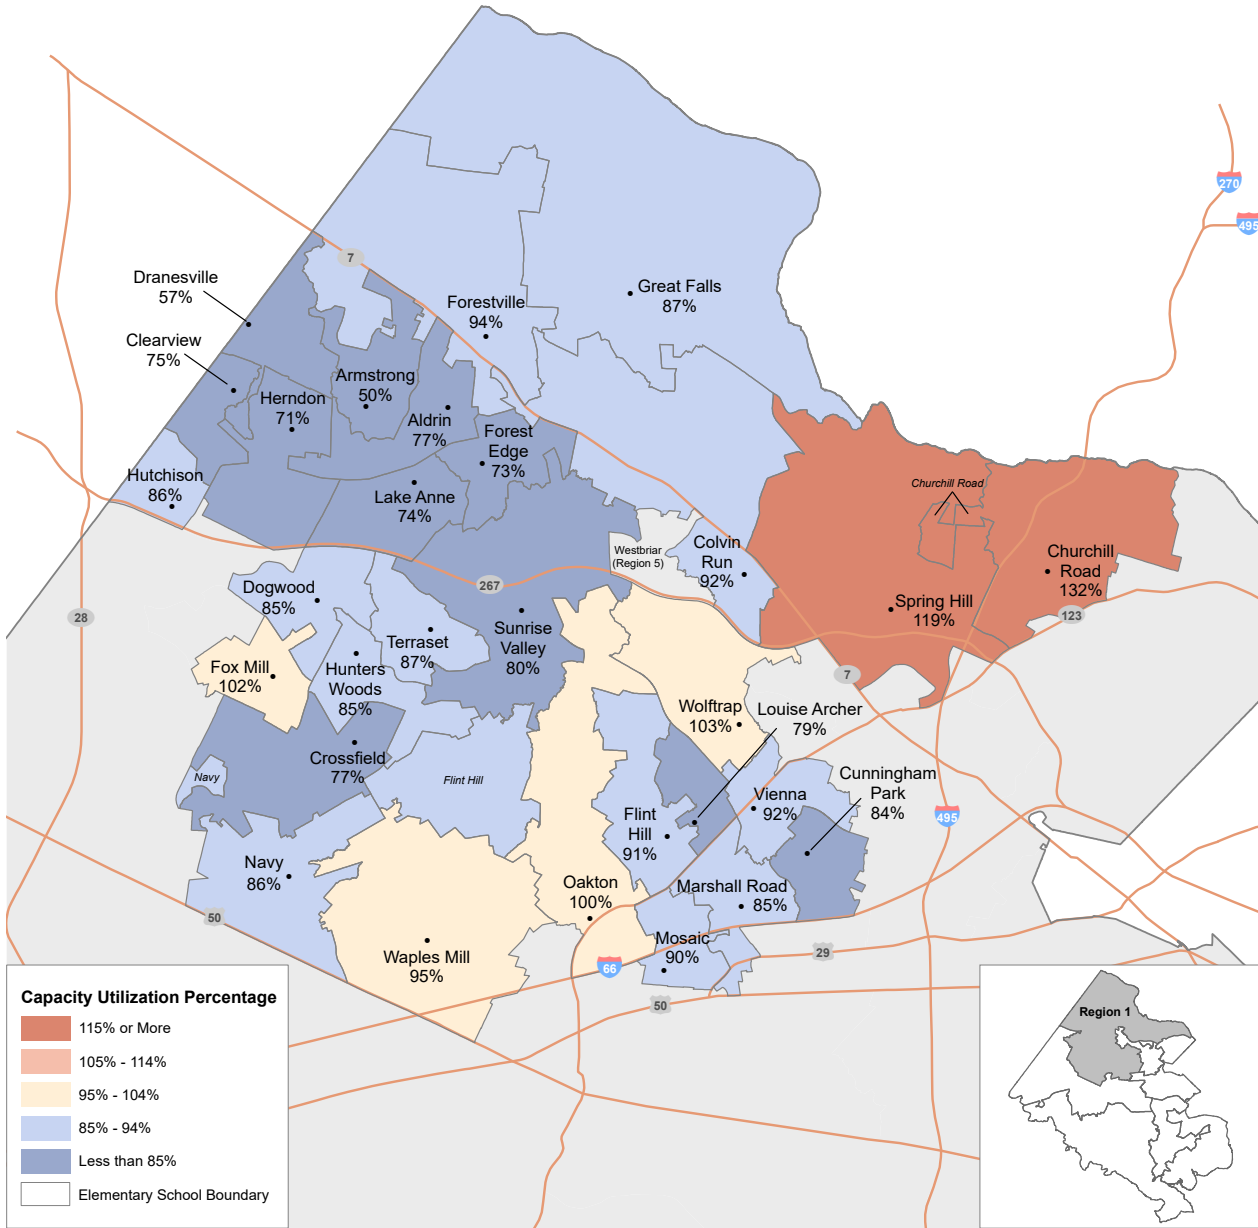 270
495
7
Dranesville
57%
Great Falls
87%
Forestville
94%
Clearview
75%
Armstrong
50%
Herndon
71%
Aldrin
77%
Forest
Edge
73%
Hutchison
86%
Lake Anne
74%
Churchill Road
Westbriar
(Region 5)
Colvin
Run
92%
Churchill
Road
132%
267
Dogwood
85%
28
Spring Hill
119%
123
Sunrise
Valley
80%
Terraset
87%
Fox Mill
102%
Hunters
Woods
85%
7
Wolftrap
103%
Louise Archer
79%
Crossfield
77%
Navy
Flint Hill
Cunningham
Park
84%
Vienna
92%
495
Flint
Hill
91%
Navy
86%
Oakton
100%
Marshall Road
85%
50
Waples Mill
95%
Mosaic
90%
29
66
50
Capacity Utilization Percentage
115% or More
105% - 114%
95% - 104%
85% - 94%
Less than 85%
Elementary School Boundary
Region 1